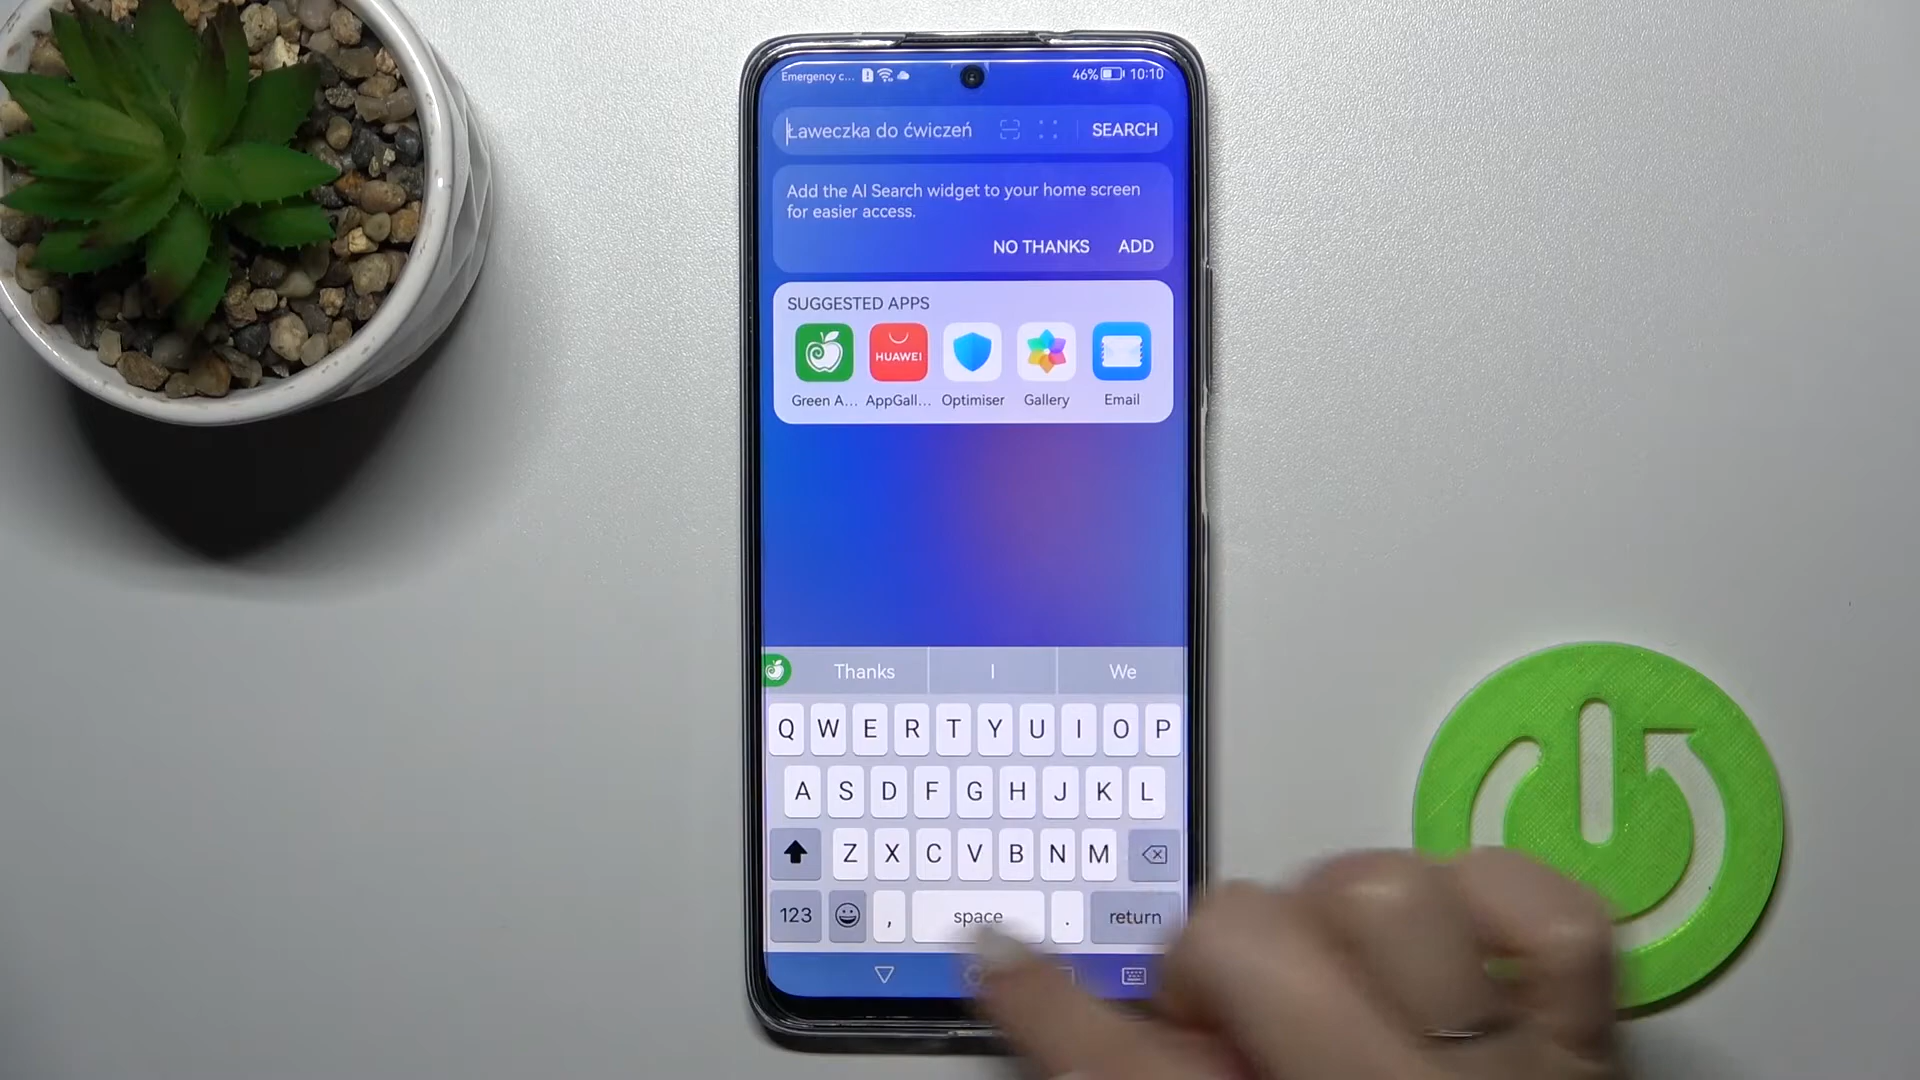 Emergency c... 46% 10:10
Ławeczka do ćwiczeń SEARCH
Add the AI Search widget to your home screen
for easier access.
NO THANKS ADD
SUGGESTED APPS
HUAWEI
Green A... AppGall... Optimiser Gallery Email
Thanks I We
Q W E R T Y U I O P
A S D F G H J K L
Z X C V B N M
123 , space . return